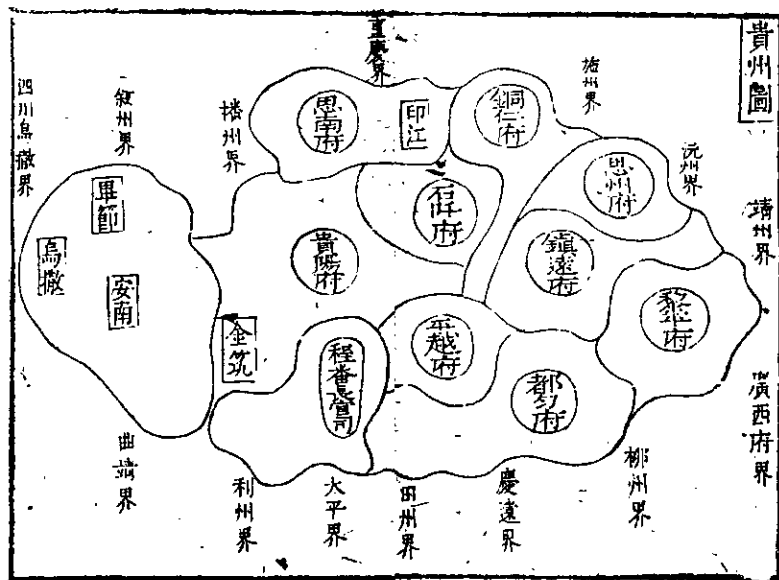 貴州圖
重慶界
施州界
沅州界
靖州界
廣西府界
柳州界
慶遠界
田州界
太平界
利州界
曲靖界
四川烏撒界
敘州界
播州界
思南府
印江
銅仁府
思州府
石阡府
鎮遠府
黎平府
貴陽府
平越府
都勻府
程番長官司
金筑
畢節
安南
烏撒